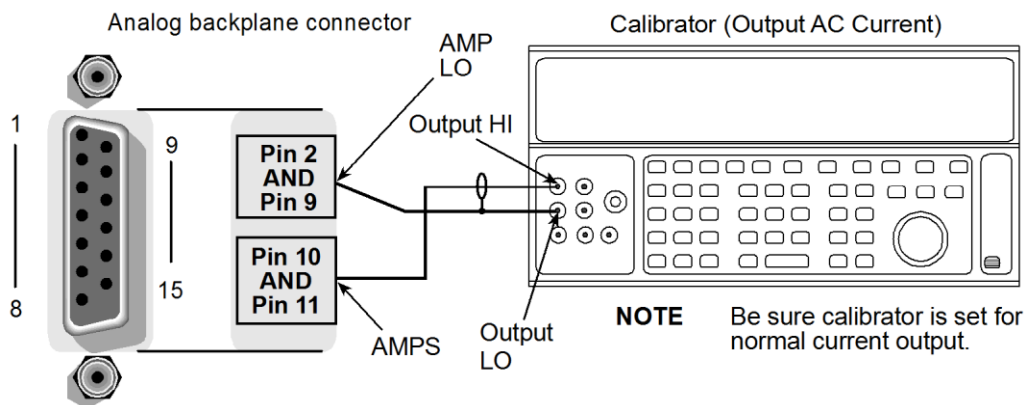 Analog backplane connector
Calibrator (Output AC Current)
AMP
LO
Output HI
1
8
9
15
Pin 2
AND
Pin 9
Pin 10
AND
Pin 11
AMPS
Output
LO
NOTE Be sure calibrator is set for
normal current output.